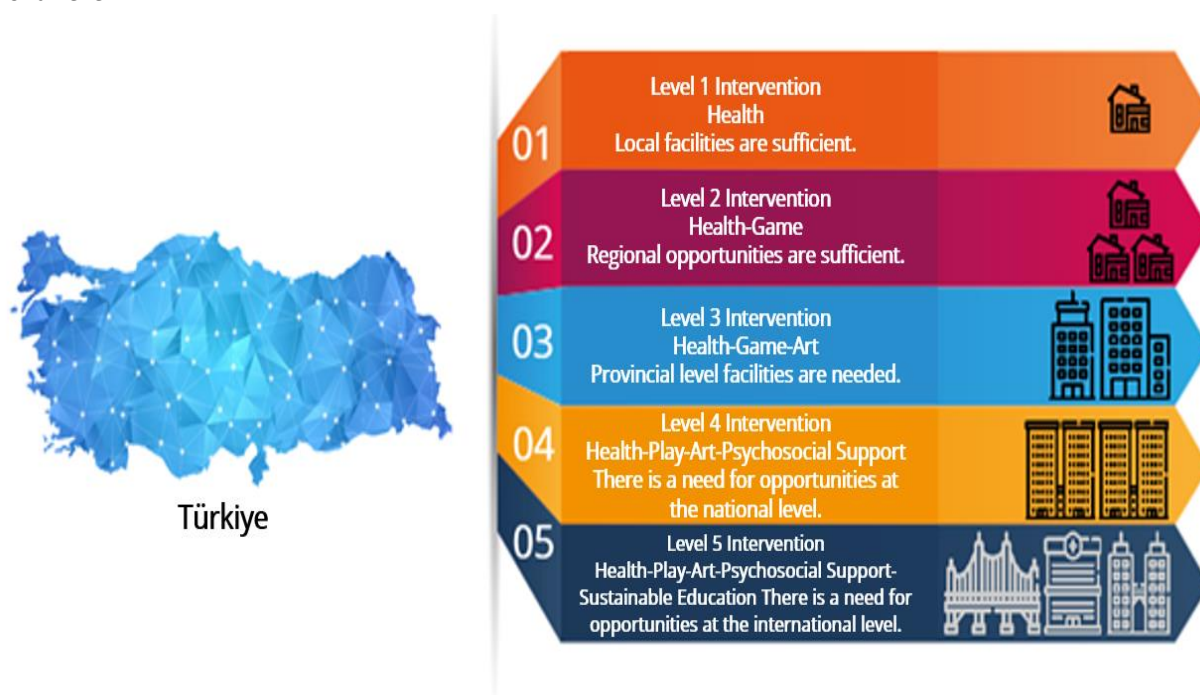 Türkiye
01
Level 1 Intervention
Health
Local facilities are sufficient.
02
Level 2 Intervention
Health-Game
Regional opportunities are sufficient.
03
Level 3 Intervention
Health-Game-Art
Provincial level facilities are needed.
04
Level 4 Intervention
Health-Play-Art-Psychosocial Support
There is a need for opportunities at
the national level.
05
Level 5 Intervention
Health-Play-Art-Psychosocial Support-
Sustainable Education There is a need for
opportunities at the international level.